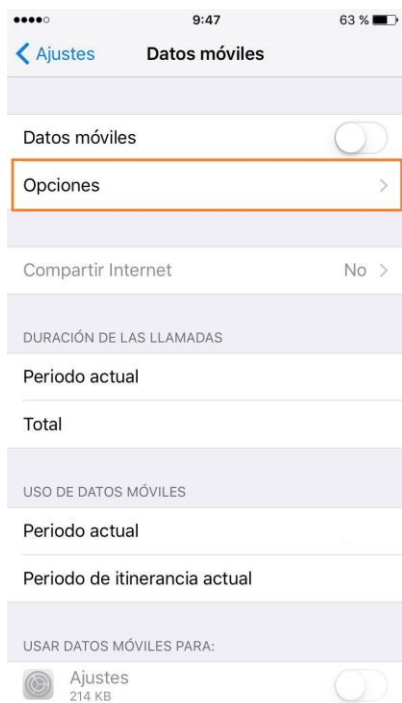 9:47
63 %
Ajustes
Datos móviles
Datos móviles
Opciones
Compartir Internet No
DURACIÓN DE LAS LLAMADAS
Periodo actual
Total
USO DE DATOS MÓVILES
Periodo actual
Periodo de itinerancia actual
USAR DATOS MÓVILES PARA:
Ajustes
214 KB